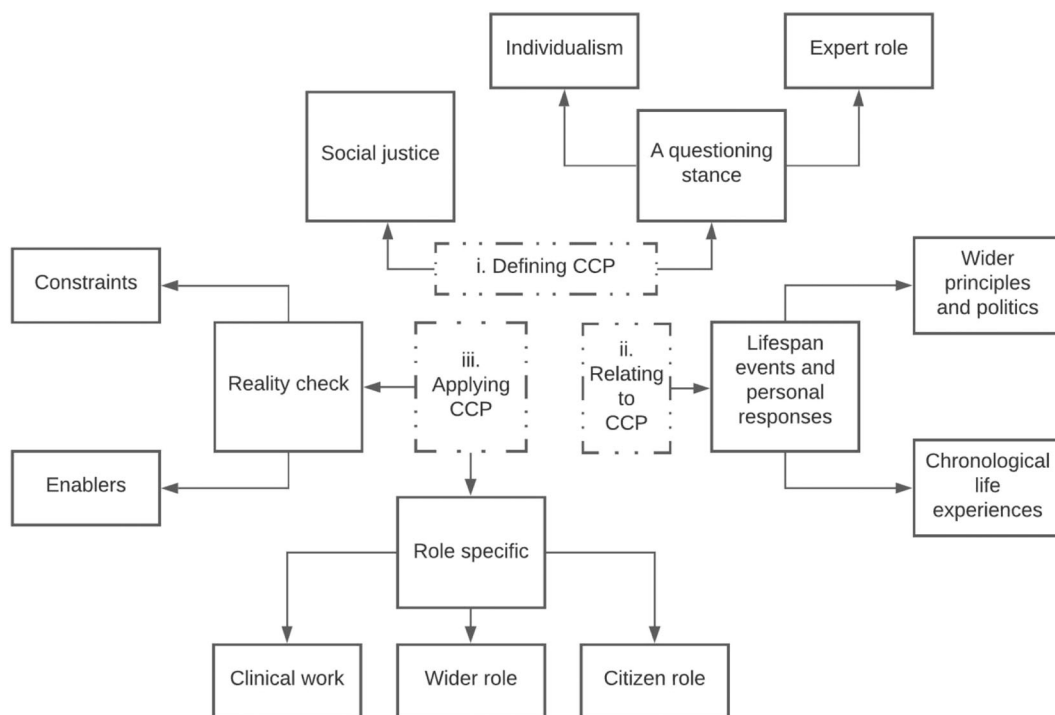 Individualism
Expert role
Social justice
A questioning
stance
i. Defining CCP
Constraints
Wider
principles
and politics
Reality check
iii.
Applying
CCP
ii.
Relating
to
CCP
Lifespan
events and
personal
responses
Enablers
Chronological
life
experiences
Role specific
Clinical work
Wider role
Citizen role